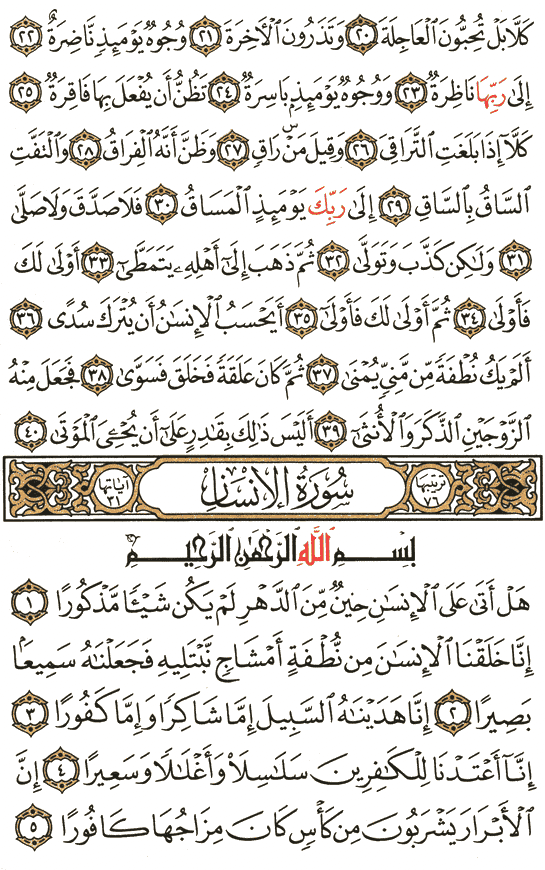 كَلَّا بَلْ تُحِبُّونَ ٱلْعَاجِلَةَ ٢٠ وَتَذَرُونَ ٱلْأَخِرَةَ ٢١ وُجُوهٌ يَوْمَئِذٍ نَّاضِرَةٌ ٢٢
إِلَىٰ رَبِّهَا نَاظِرَةٌ ٢٣ وَوُجُوهٌ يَوْمَئِذٍۭ بَاسِرَةٌ ٢٤ تَظُنُّ أَن يُفْعَلَ بِهَا فَاقِرَةٌ ٢٥
كَلَّآ إِذَا بَلَغَتِ ٱلتَّرَاقِىَ ٢٦ وَقِيلَ مَنْۜ رَاقٍ ٢٧ وَظَنَّ أَنَّهُ ٱلْفِرَاقُ ٢٨ وَٱلْتَفَّتِ
ٱلسَّاقُ بِٱلسَّاقِ ٢٩ إِلَىٰ رَبِّكَ يَوْمَئِذٍ ٱلْمَسَاقُ ٣٠ فَلَا صَدَّقَ وَلَا صَلَّىٰ
٣١ وَلَٰكِن كَذَّبَ وَتَوَلَّىٰ ٣٢ ثُمَّ ذَهَبَ إِلَىٰٓ أَهْلِهِۦ يَتَمَطَّىٰٓ ٣٣ أَوْلَىٰ لَكَ
فَأَوْلَىٰ ٣٤ ثُمَّ أَوْلَىٰ لَكَ فَأَوْلَىٰٓ ٣٥ أَيَحْسَبُ ٱلْإِنسَٰنُ أَن يُتْرَكَ سُدًى ٣٦
أَلَمْ يَكُ نُطْفَةً مِّن مَّنِىٍّ يُمْنَىٰ ٣٧ ثُمَّ كَانَ عَلَقَةً فَخَلَقَ فَسَوَّىٰ ٣٨ فَجَعَلَ مِنْهُ
ٱلزَّوْجَيْنِ ٱلذَّكَرَ وَٱلْأُنثَىٰٓ ٣٩ أَلَيْسَ ذَٰلِكَ بِقَٰدِرٍ عَلَىٰٓ أَن يُحْـِۧىَ ٱلْمَوْتَىٰ ٤٠
ترتيبها ٧٦ سُورَةُ الإِنسَانِ آياتها ٣١
بِسْمِ ٱللَّهِ ٱلرَّحْمَٰنِ ٱلرَّحِيمِ
هَلْ أَتَىٰ عَلَى ٱلْإِنسَٰنِ حِينٌ مِّنَ ٱلدَّهْرِ لَمْ يَكُن شَيْـًٔا مَّذْكُورًا ١
إِنَّا خَلَقْنَا ٱلْإِنسَٰنَ مِن نُّطْفَةٍ أَمْشَاجٍ نَّبْتَلِيهِ فَجَعَلْنَٰهُ سَمِيعًۢا
بَصِيرًا ٢ إِنَّا هَدَيْنَٰهُ ٱلسَّبِيلَ إِمَّا شَاكِرًا وَإِمَّا كَفُورًا ٣
إِنَّآ أَعْتَدْنَا لِلْكَٰفِرِينَ سَلَٰسِلَا۟ وَأَغْلَٰلًا وَسَعِيرًا ٤ إِنَّ
ٱلْأَبْرَارَ يَشْرَبُونَ مِن كَأْسٍ كَانَ مِزَاجُهَا كَافُورًا ٥